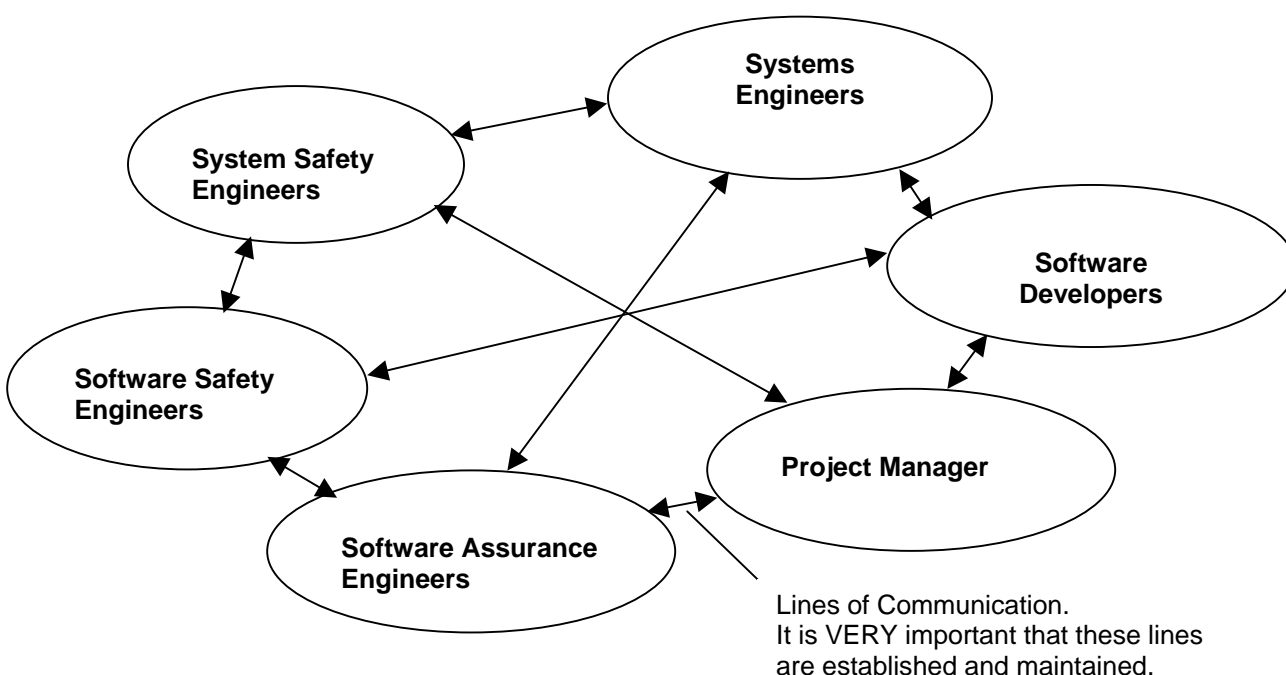 Systems
Engineers
System Safety
Engineers
Software
Developers
Software Safety
Engineers
Project Manager
Software Assurance
Engineers
Lines of Communication.
It is VERY important that these lines
are established and maintained.